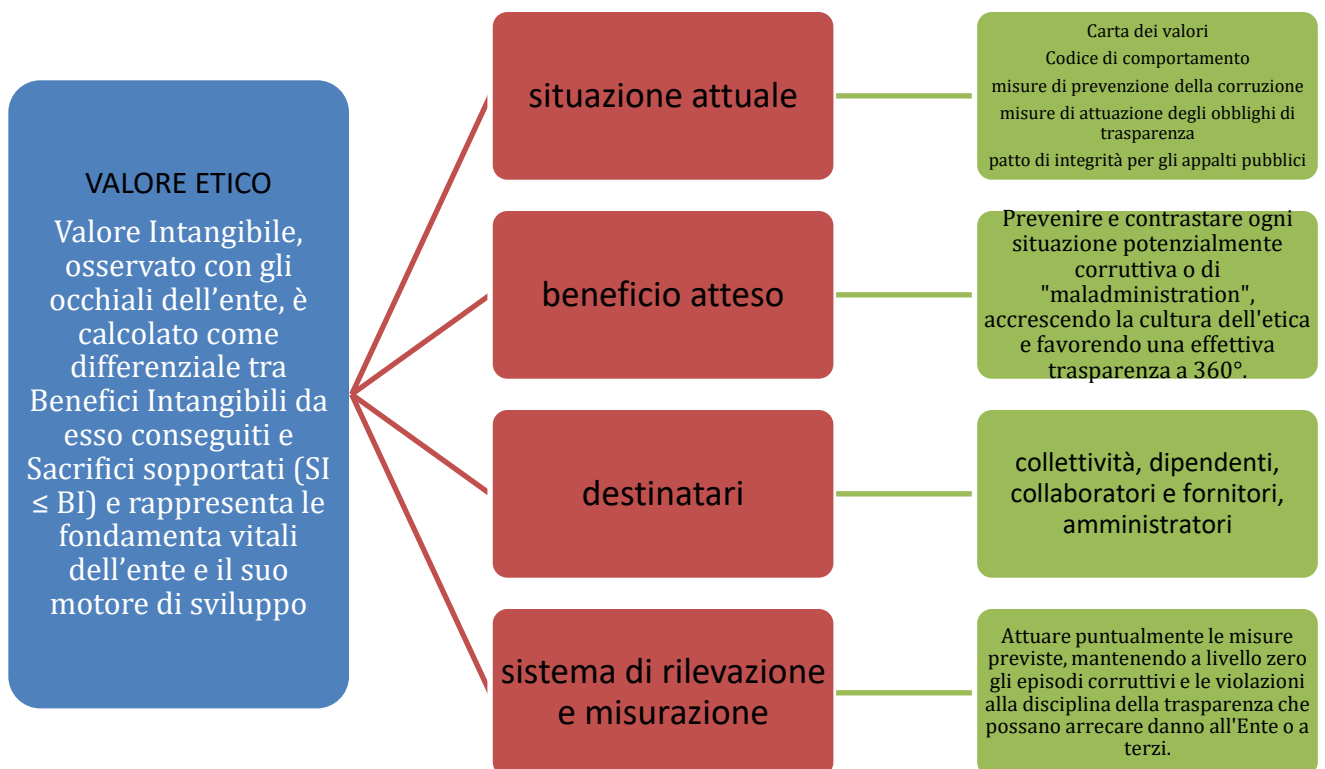 VALORE ETICO
Valore Intangibile,
osservato con gli
occhiali dell’ente, è
calcolato come
differenziale tra
Benefici Intangibili da
esso conseguiti e
Sacrifici sopportati (SI
≤ BI) e rappresenta le
fondamenta vitali
dell’ente e il suo
motore di sviluppo
situazione attuale
Carta dei valori
Codice di comportamento
misure di prevenzione della corruzione
misure di attuazione degli obblighi di
trasparenza
patto di integrità per gli appalti pubblici
beneficio atteso
Prevenire e contrastare ogni
situazione potenzialmente
corruttiva o di
"maladministration",
accrescendo la cultura dell'etica
e favorendo una effettiva
trasparenza a 360°.
destinatari
collettività, dipendenti,
collaboratori e fornitori,
amministratori
sistema di rilevazione
e misurazione
Attuare puntualmente le misure
previste, mantenendo a livello zero
gli episodi corruttivi e le violazioni
alla disciplina della trasparenza che
possano arrecare danno all'Ente o a
terzi.